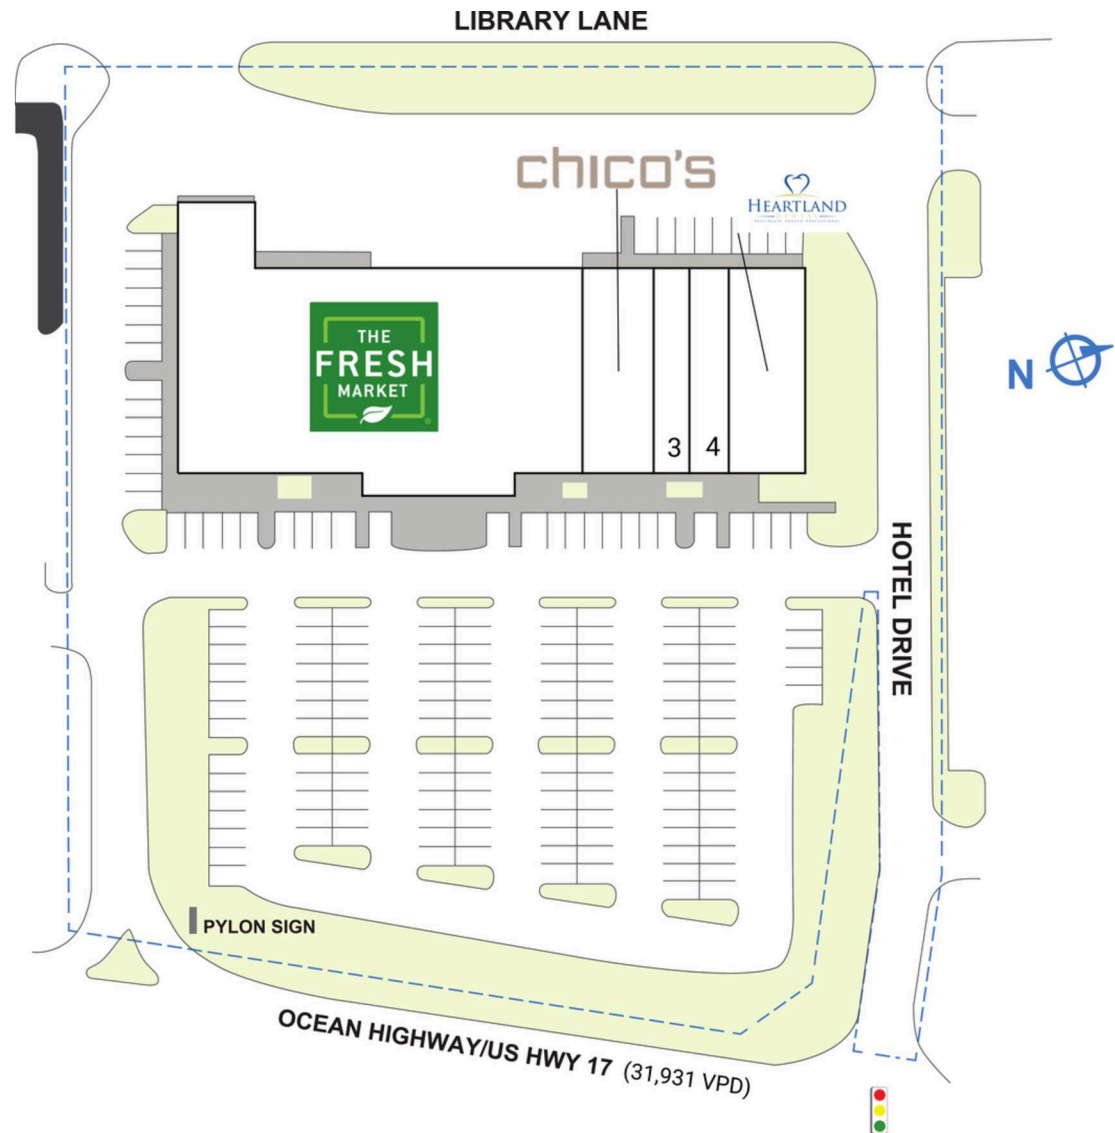 LIBRARY LANE
chico's
HEARTLAND
DENTAL
THE
FRESH
MARKET
N
3
4
HOTEL DRIVE
PYLON SIGN
OCEAN HIGHWAY/US HWY 17 (31,931 VPD)